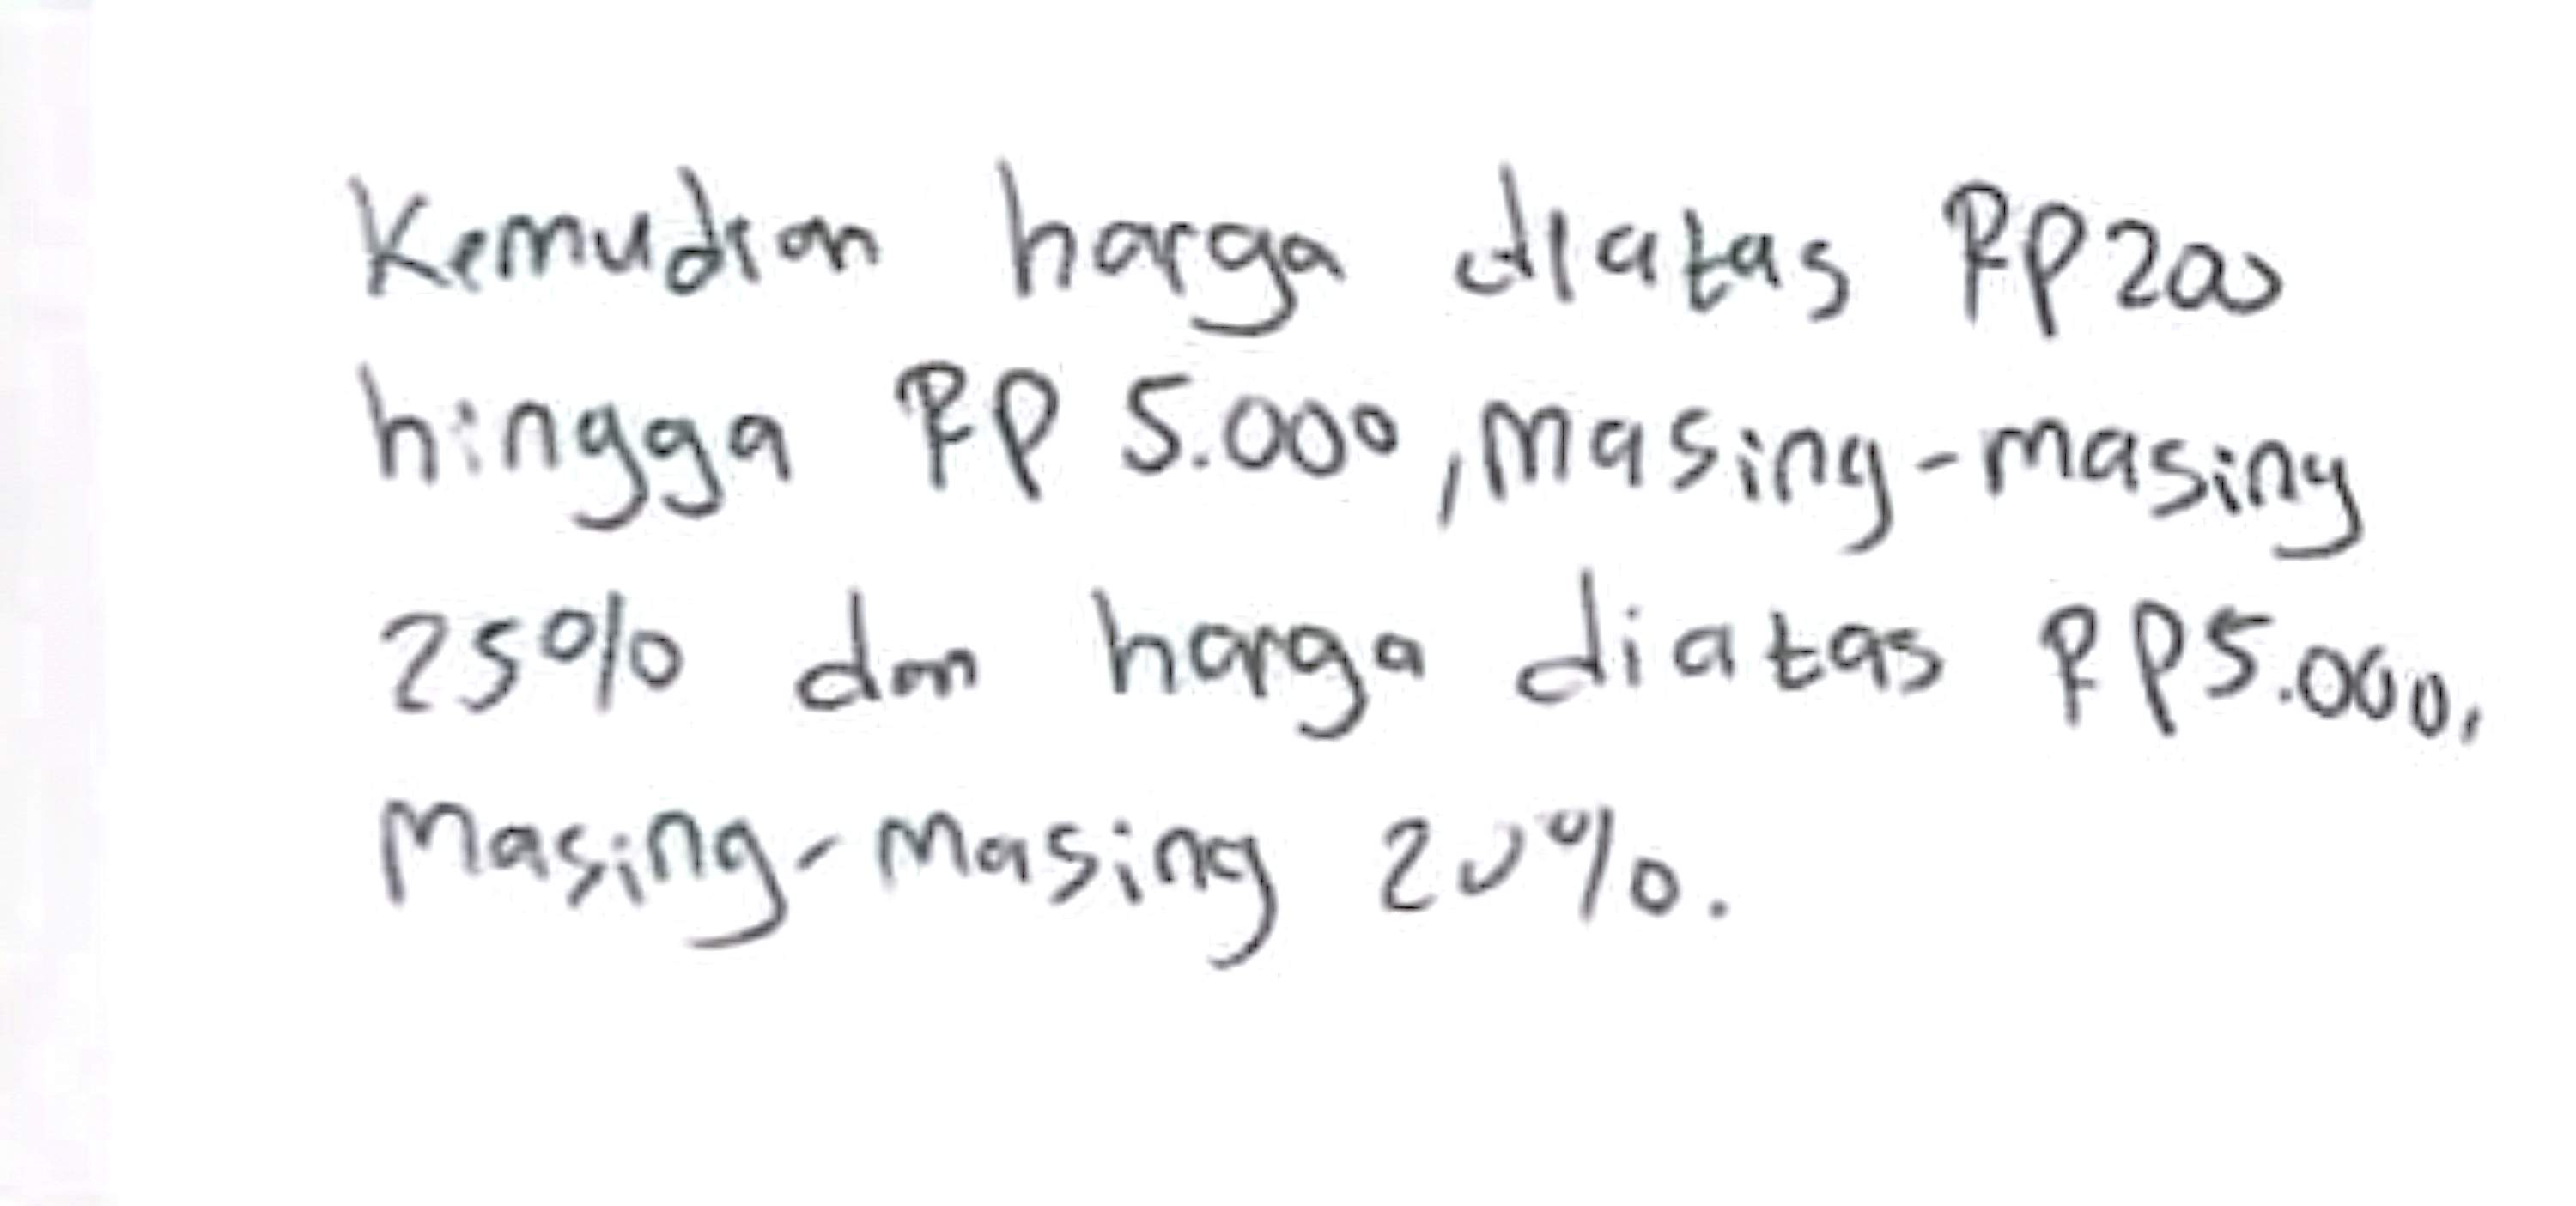 Kemudian harga diatas Rp200
hingga Rp 5.000, masing-masing
25% dan harga diatas Rp5.000,
Masing-masing 20%.